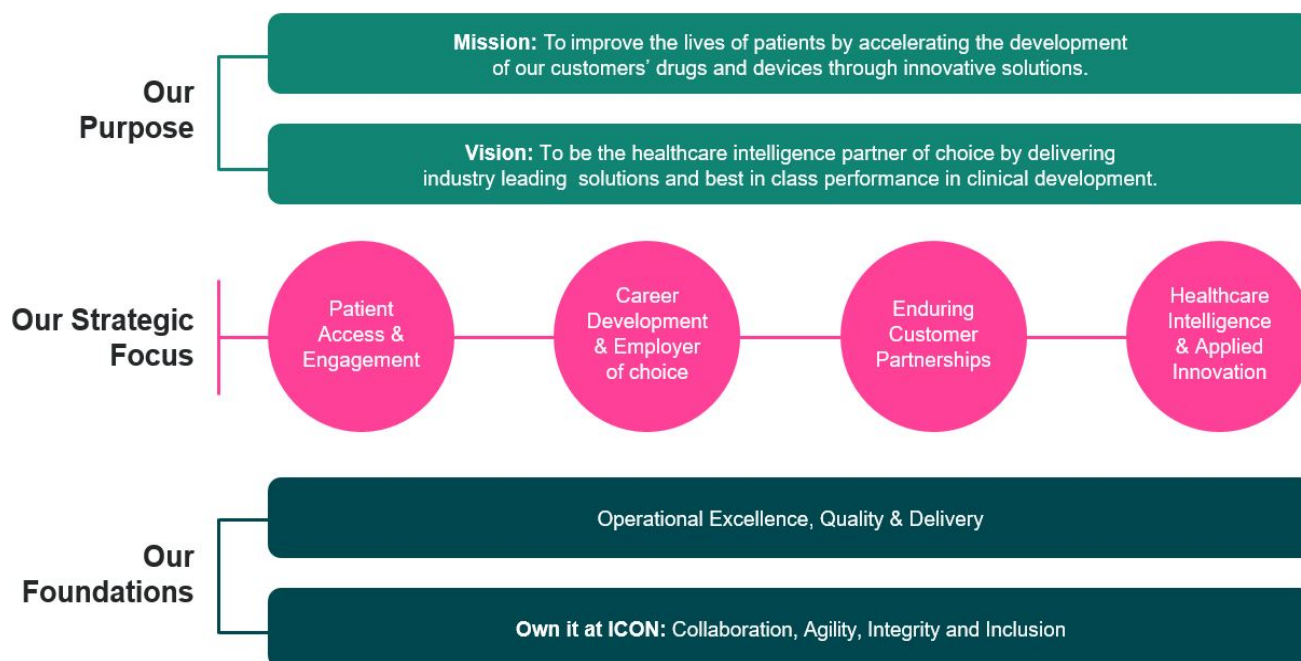 Our
Purpose
Mission: To improve the lives of patients by accelerating the development
of our customers’ drugs and devices through innovative solutions.
Vision: To be the healthcare intelligence partner of choice by delivering
industry leading solutions and best in class performance in clinical development.
Our Strategic
Focus
Patient
Access &
Engagement
Career
Development
& Employer
of choice
Enduring
Customer
Partnerships
Healthcare
Intelligence
& Applied
Innovation
Our
Foundations
Operational Excellence, Quality & Delivery
Own it at ICON: Collaboration, Agility, Integrity and Inclusion